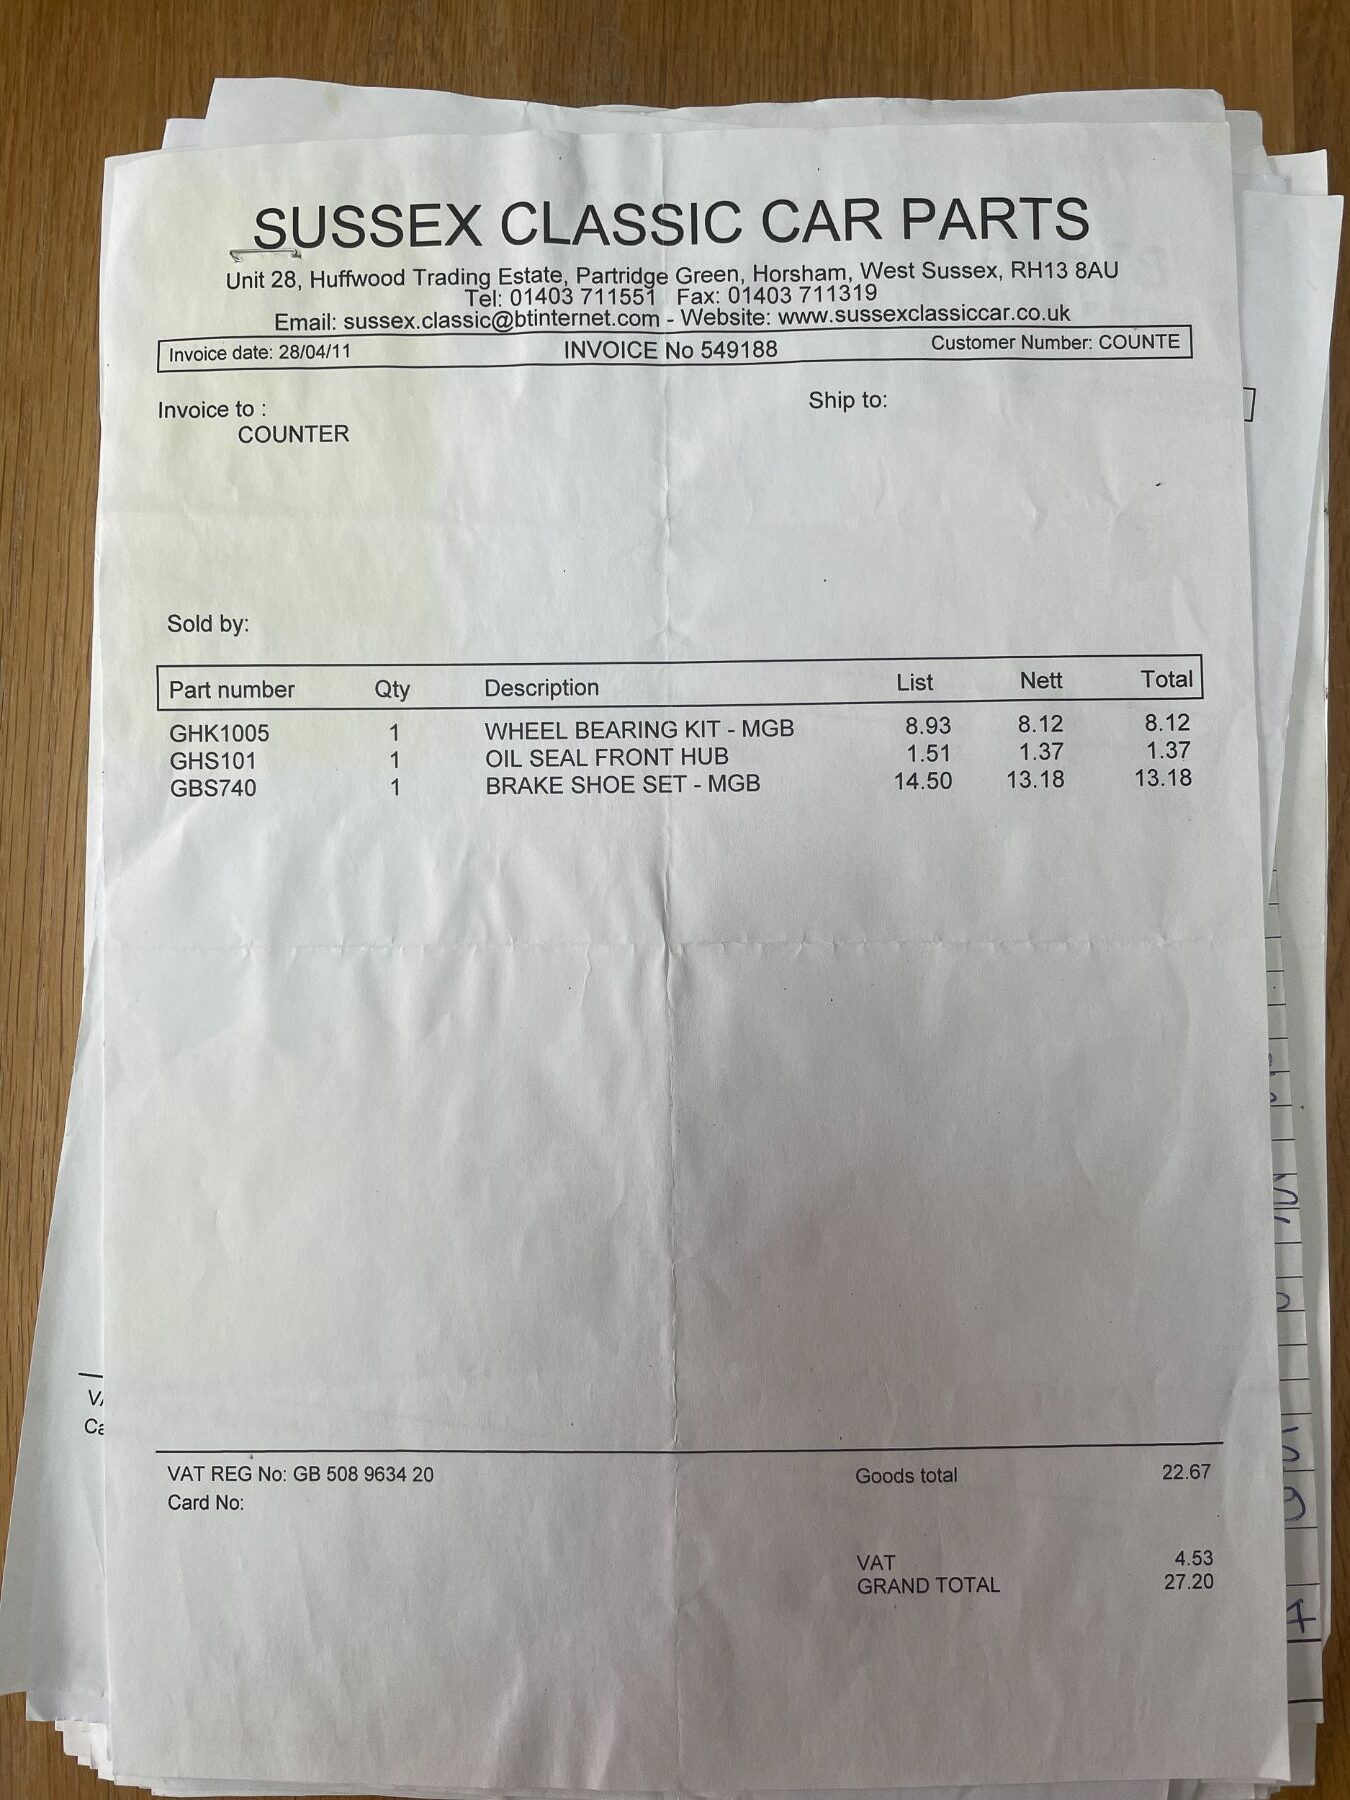 SUSSEX CLASSIC CAR PARTS
Unit 28, Huffwood Trading Estate, Partridge Green, Horsham, West Sussex, RH13 8AU
Tel: 01403 711551 Fax: 01403 711319
Email: sussex.classic@btinternet.com - Website: www.sussexclassiccar.co.uk
Invoice date: 28/04/11 INVOICE No 549188 Customer Number: COUNTE
Invoice to : Ship to:
COUNTER
Sold by:
Part number Qty Description List Nett Total
GHK1005 1 WHEEL BEARING KIT - MGB 8.93 8.12 8.12
GHS101 1 OIL SEAL FRONT HUB 1.51 1.37 1.37
GBS740 1 BRAKE SHOE SET - MGB 14.50 13.18 13.18
VAT REG No: GB 508 9634 20 Goods total 22.67
Card No:
VAT 4.53
GRAND TOTAL 27.20